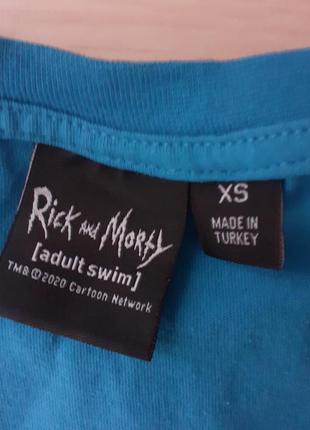 Rick and Morty
[adult swim]
TM& ©2020 Cartoon Network
XS
MADE IN
TURKEY